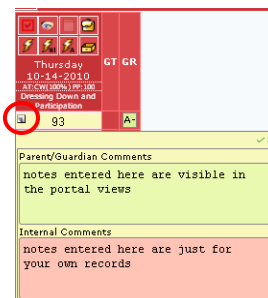 Thursday
10-14-2010
GT GR
AT:CW(100%) PP:100
Dressing Down and
Participation
93 A-
Parent/Guardian Comments
notes entered here are visible in
the portal views
Internal Comments
notes entered here are just for
your own records